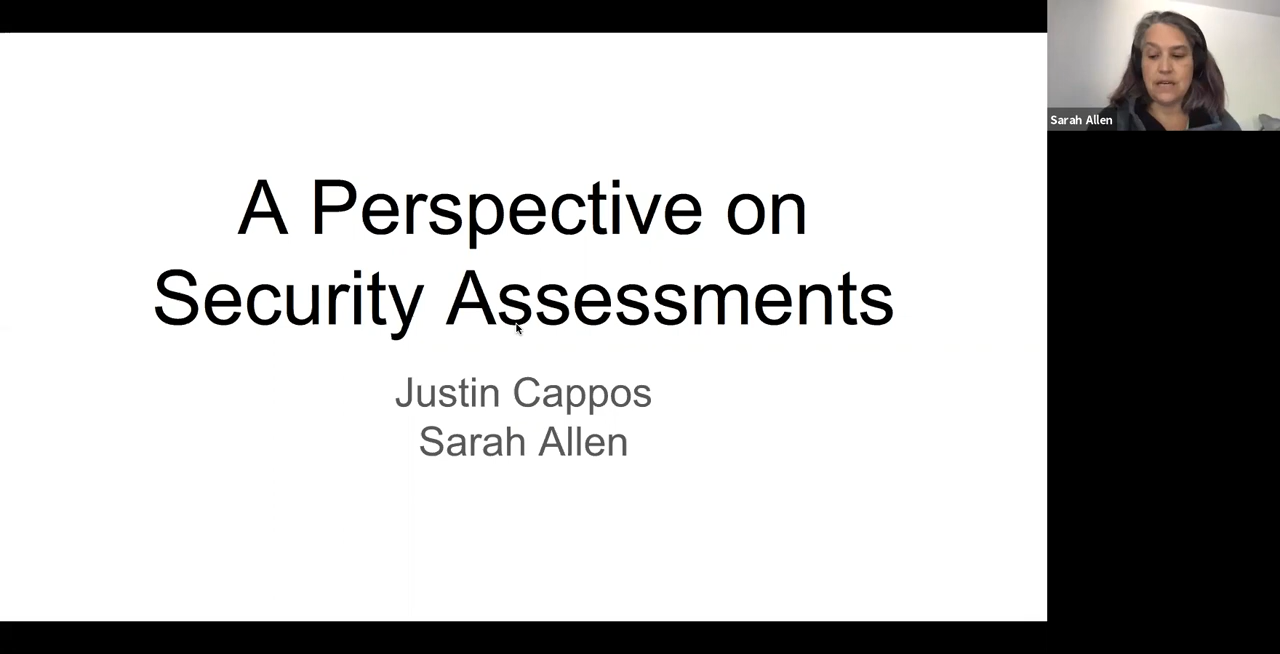 A Perspective on
Security Assessments
Justin Cappos
Sarah Allen
Sarah Allen